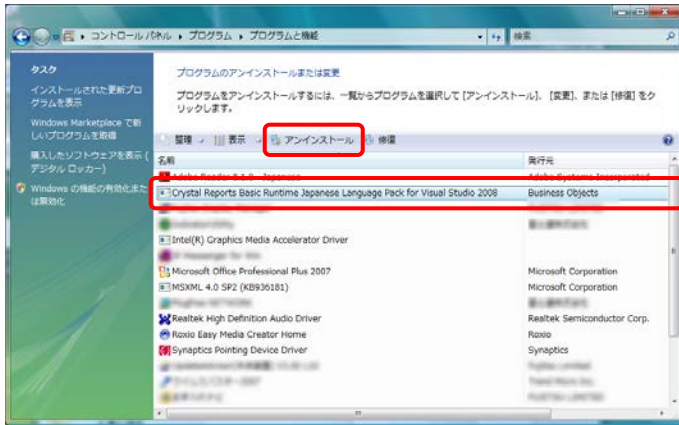 コントロール パネル ▸ プログラム ▸ プログラムと機能
検索
タスク
インストールされた更新プロ
グラムを表示
Windows Marketplace で新
しいプログラムを取得
購入したソフトウェアを表示 (
デジタル ロッカー)
Windows の機能の有効化また
は無効化
プログラムのアンインストールまたは変更
プログラムをアンインストールするには、一覧からプログラムを選択して [アンインストール]、[変更]、または [修復] をク
リックします。
整理 表示 アンインストール 修復
名前 発行元
Adobe Reader 8.1.0 - Japanese Adobe Systems Incorporated
Crystal Reports Basic Runtime Japanese Language Pack for Visual Studio 2008 Business Objects
Intel(R) Graphics Media Accelerator Driver
Microsoft Office Professional Plus 2007 Microsoft Corporation
MSXML 4.0 SP2 (KB936181) Microsoft Corporation
Realtek High Definition Audio Driver Realtek Semiconductor Corp.
Roxio Easy Media Creator Home Roxio
Synaptics Pointing Device Driver Synaptics